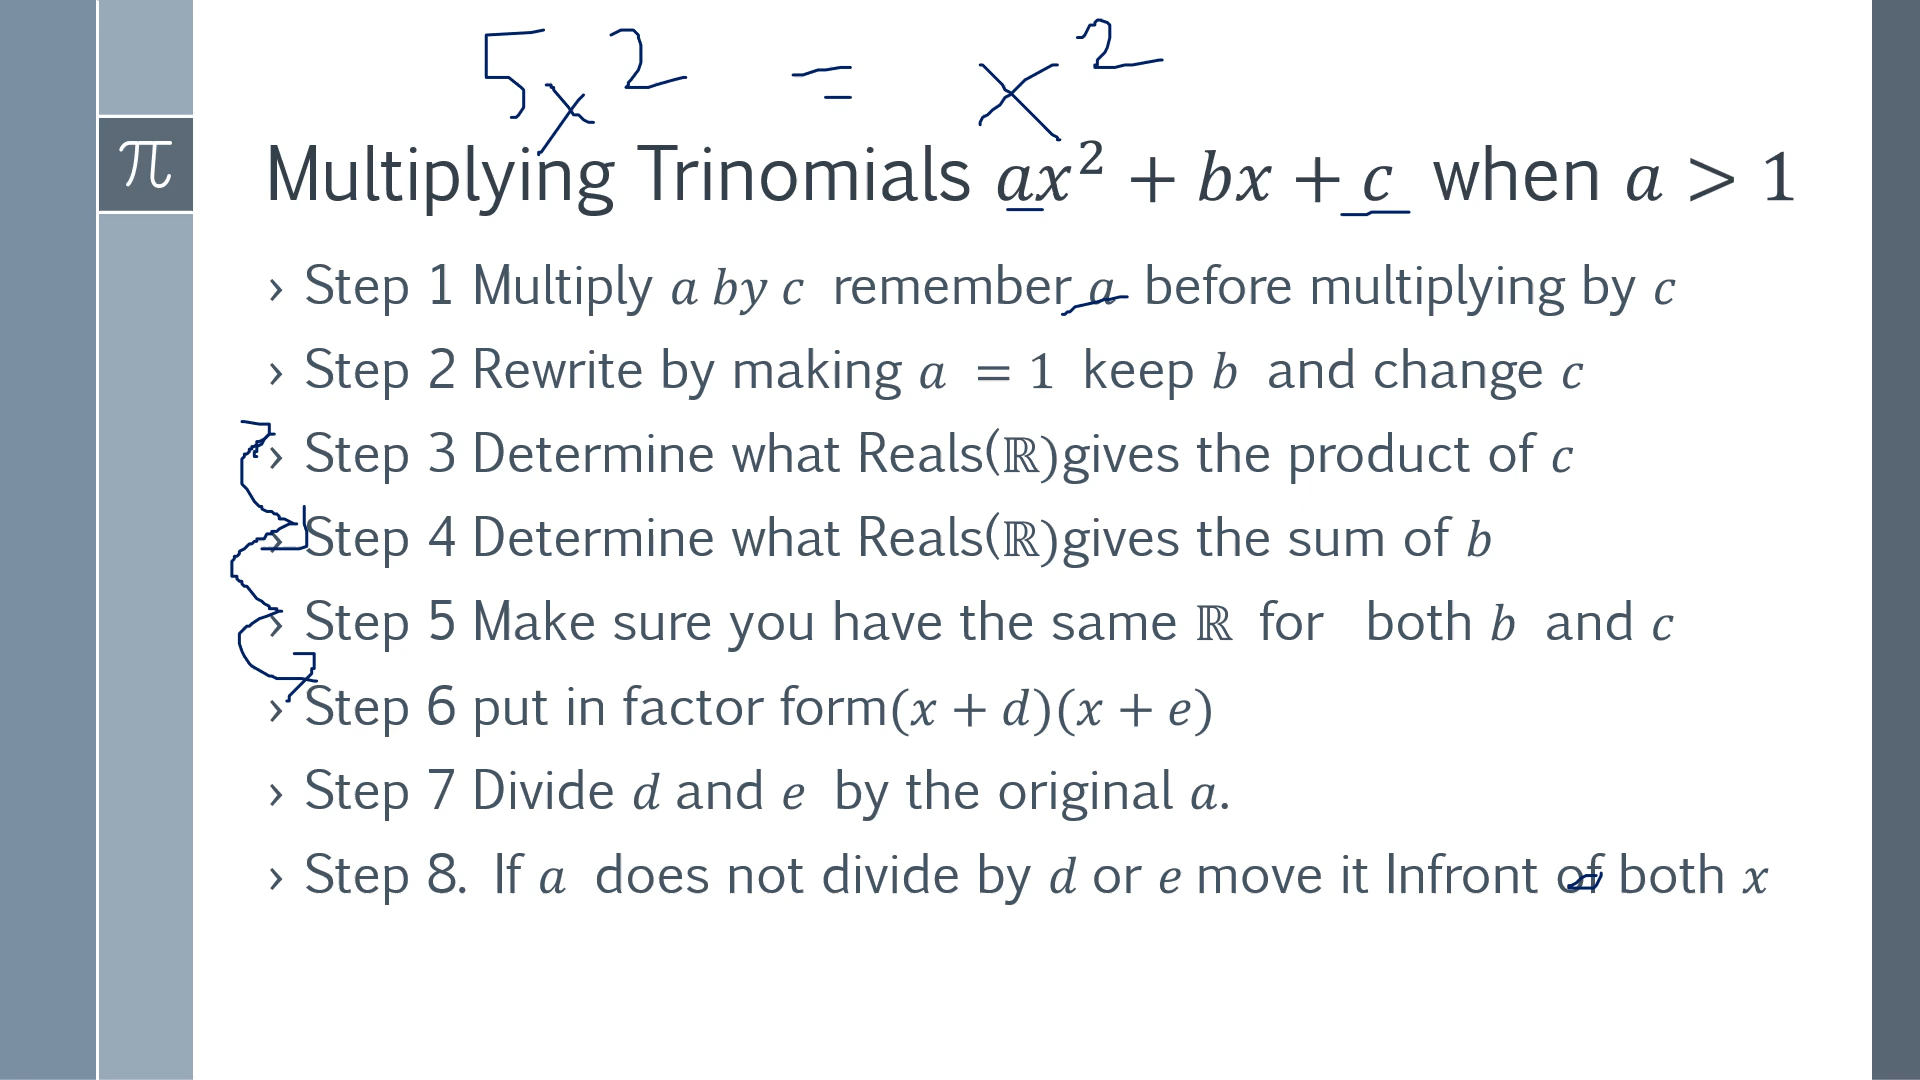 5x² = x²
π
Multiplying Trinomials ax² + bx + c when a > 1
› Step 1 Multiply a by c remember a before multiplying by c
› Step 2 Rewrite by making a = 1 keep b and change c
› Step 3 Determine what Reals(ℝ)gives the product of c
› Step 4 Determine what Reals(ℝ)gives the sum of b
› Step 5 Make sure you have the same ℝ for both b and c
› Step 6 put in factor form(x + d)(x + e)
› Step 7 Divide d and e by the original a.
› Step 8. If a does not divide by d or e move it Infront of both x